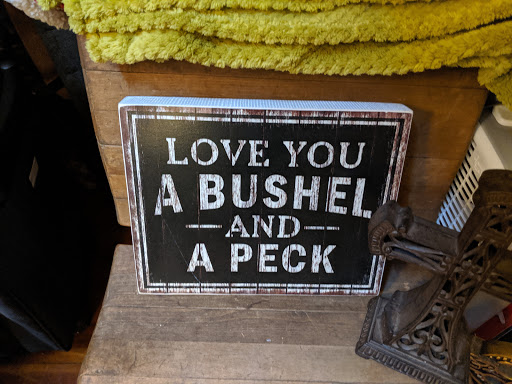 LOVE YOU
A BUSHEL
AND
A PECK